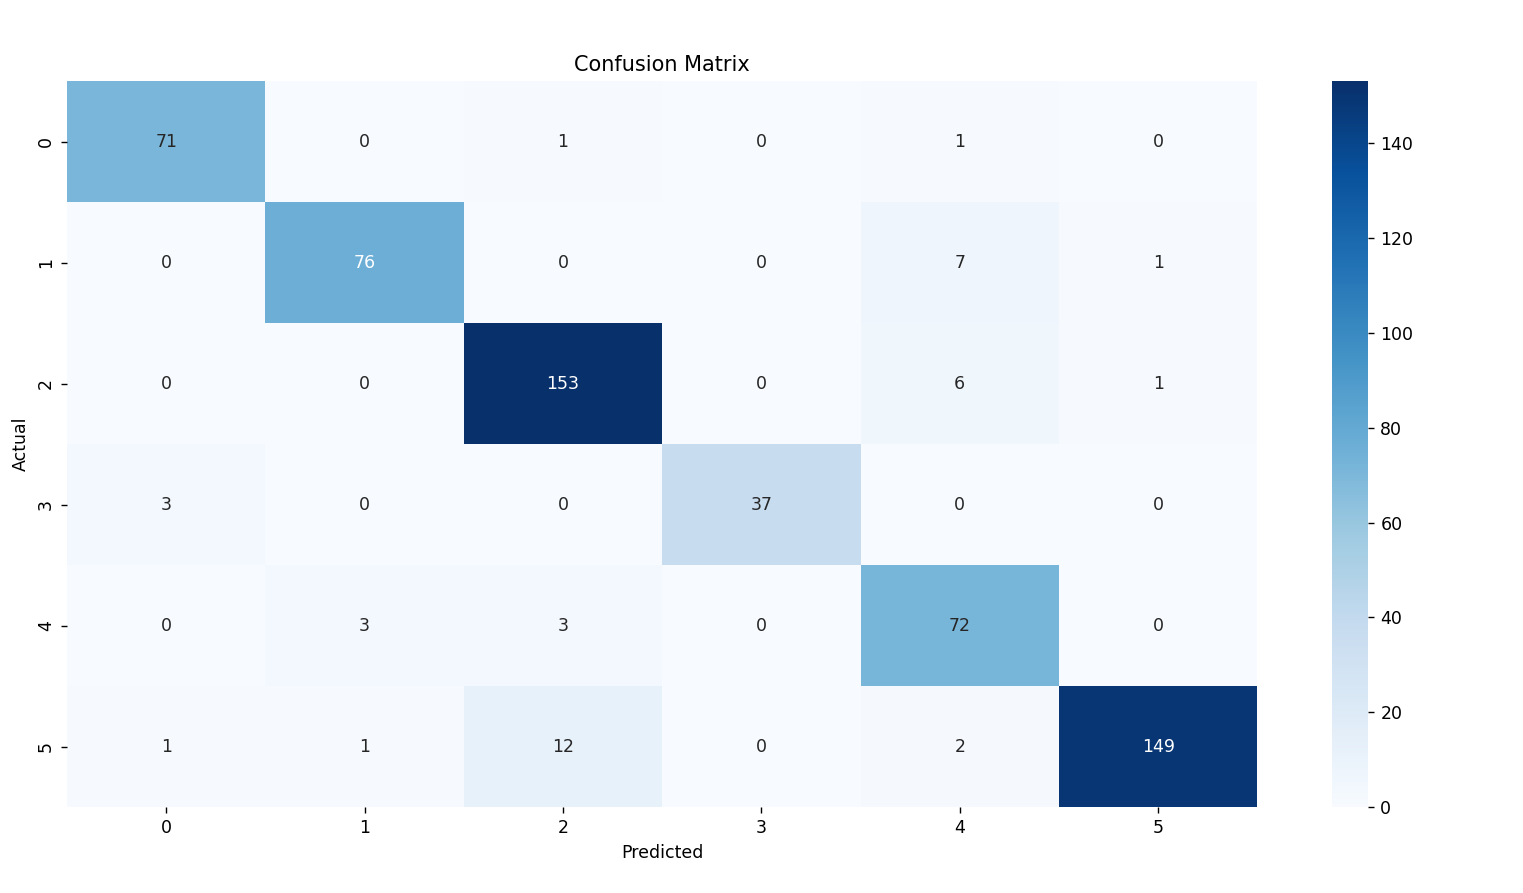 Confusion Matrix
0 71 0 1 0 1 0
1 0 76 0 0 7 1
2 0 0 153 0 6 1
3 3 0 0 37 0 0
4 0 3 3 0 72 0
5 1 1 12 0 2 149
0 1 2 3 4 5
Predicted
Actual
140
120
100
80
60
40
20
0